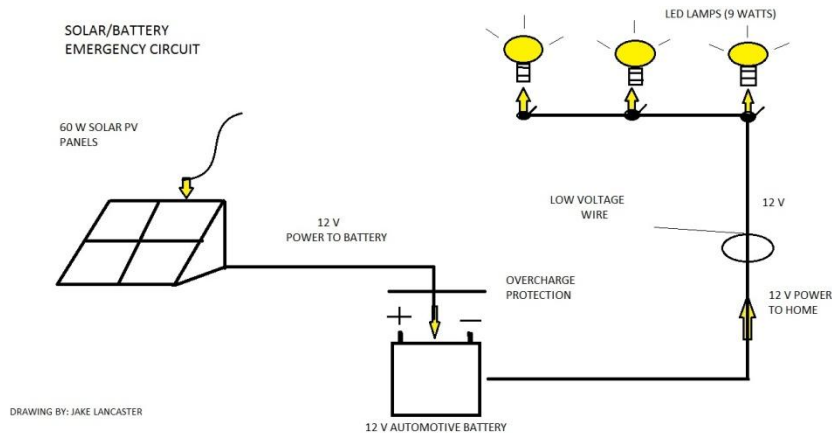 SOLAR/BATTERY
EMERGENCY CIRCUIT
LED LAMPS (9 WATTS)
60 W SOLAR PV
PANELS
12 V
POWER TO BATTERY
LOW VOLTAGE
WIRE
12 V
OVERCHARGE
PROTECTION
12 V POWER
TO HOME
+ −
DRAWING BY: JAKE LANCASTER
12 V AUTOMOTIVE BATTERY